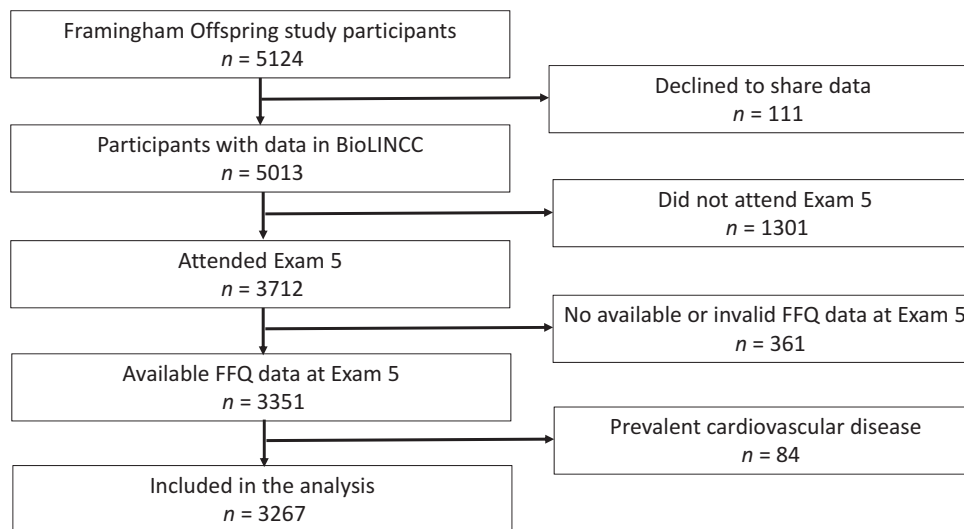 Framingham Offspring study participants
n = 5124
Declined to share data
n = 111
Participants with data in BioLINCC
n = 5013
Did not attend Exam 5
n = 1301
Attended Exam 5
n = 3712
No available or invalid FFQ data at Exam 5
n = 361
Available FFQ data at Exam 5
n = 3351
Prevalent cardiovascular disease
n = 84
Included in the analysis
n = 3267